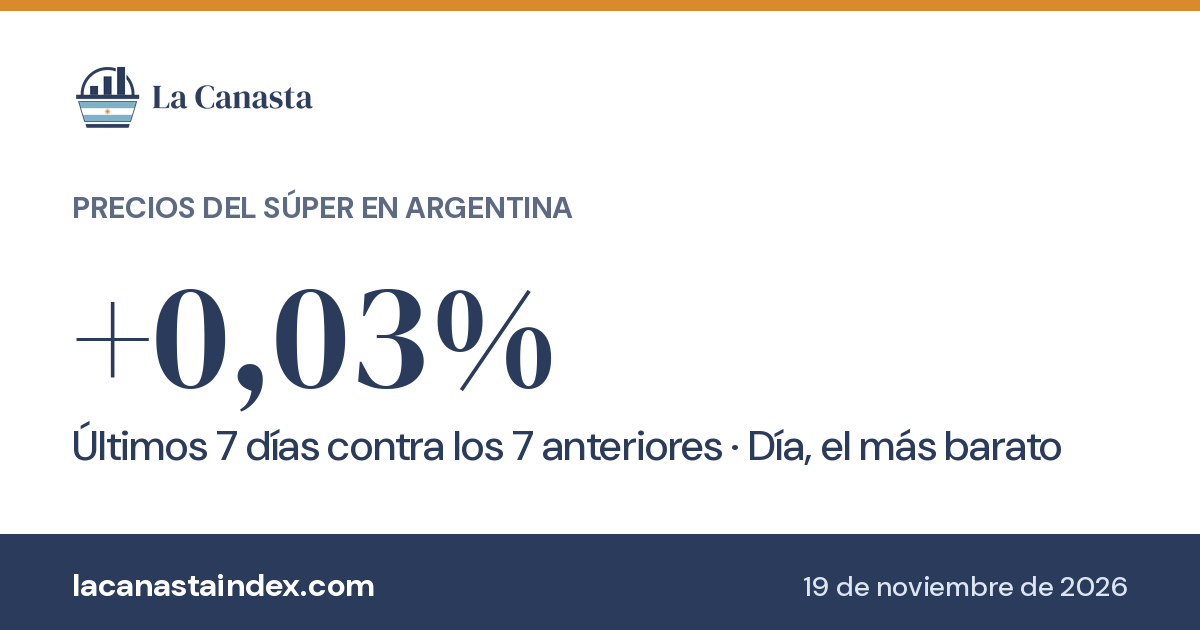 La Canasta
PRECIOS DEL SÚPER EN ARGENTINA
+0,03%
Últimos 7 días contra los 7 anteriores · Día, el más barato
lacanastaindex.com
19 de noviembre de 2026